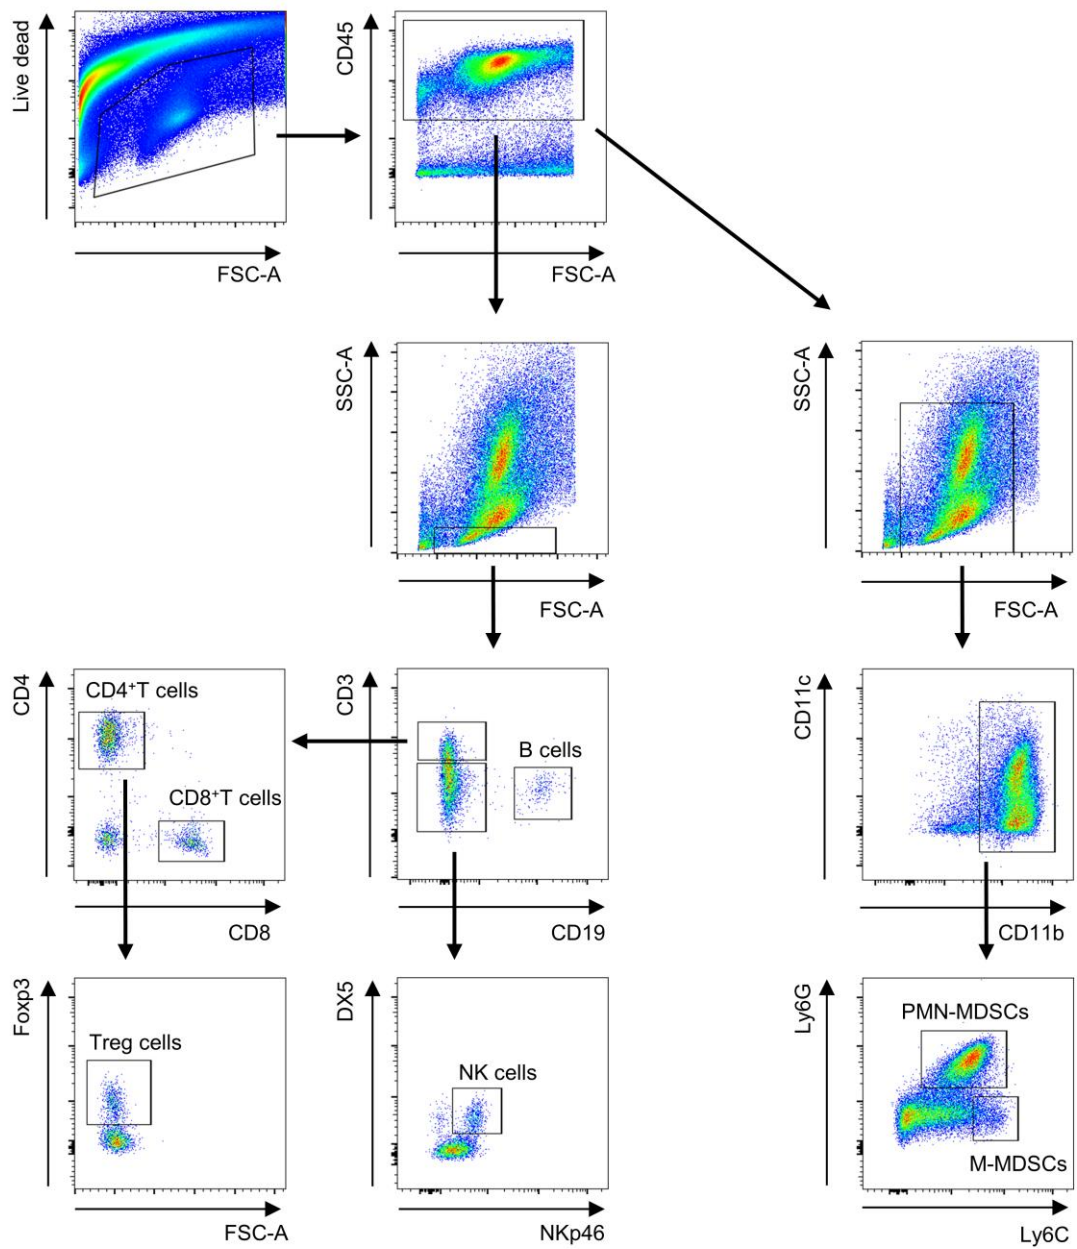 Live dead
FSC-A
CD45
FSC-A
SSC-A
FSC-A
SSC-A
FSC-A
CD4
CD4⁺T cells
CD8⁺T cells
CD8
CD3
B cells
CD19
CD11c
CD11b
Foxp3
Treg cells
FSC-A
DX5
NK cells
NKp46
Ly6G
PMN-MDSCs
M-MDSCs
Ly6C